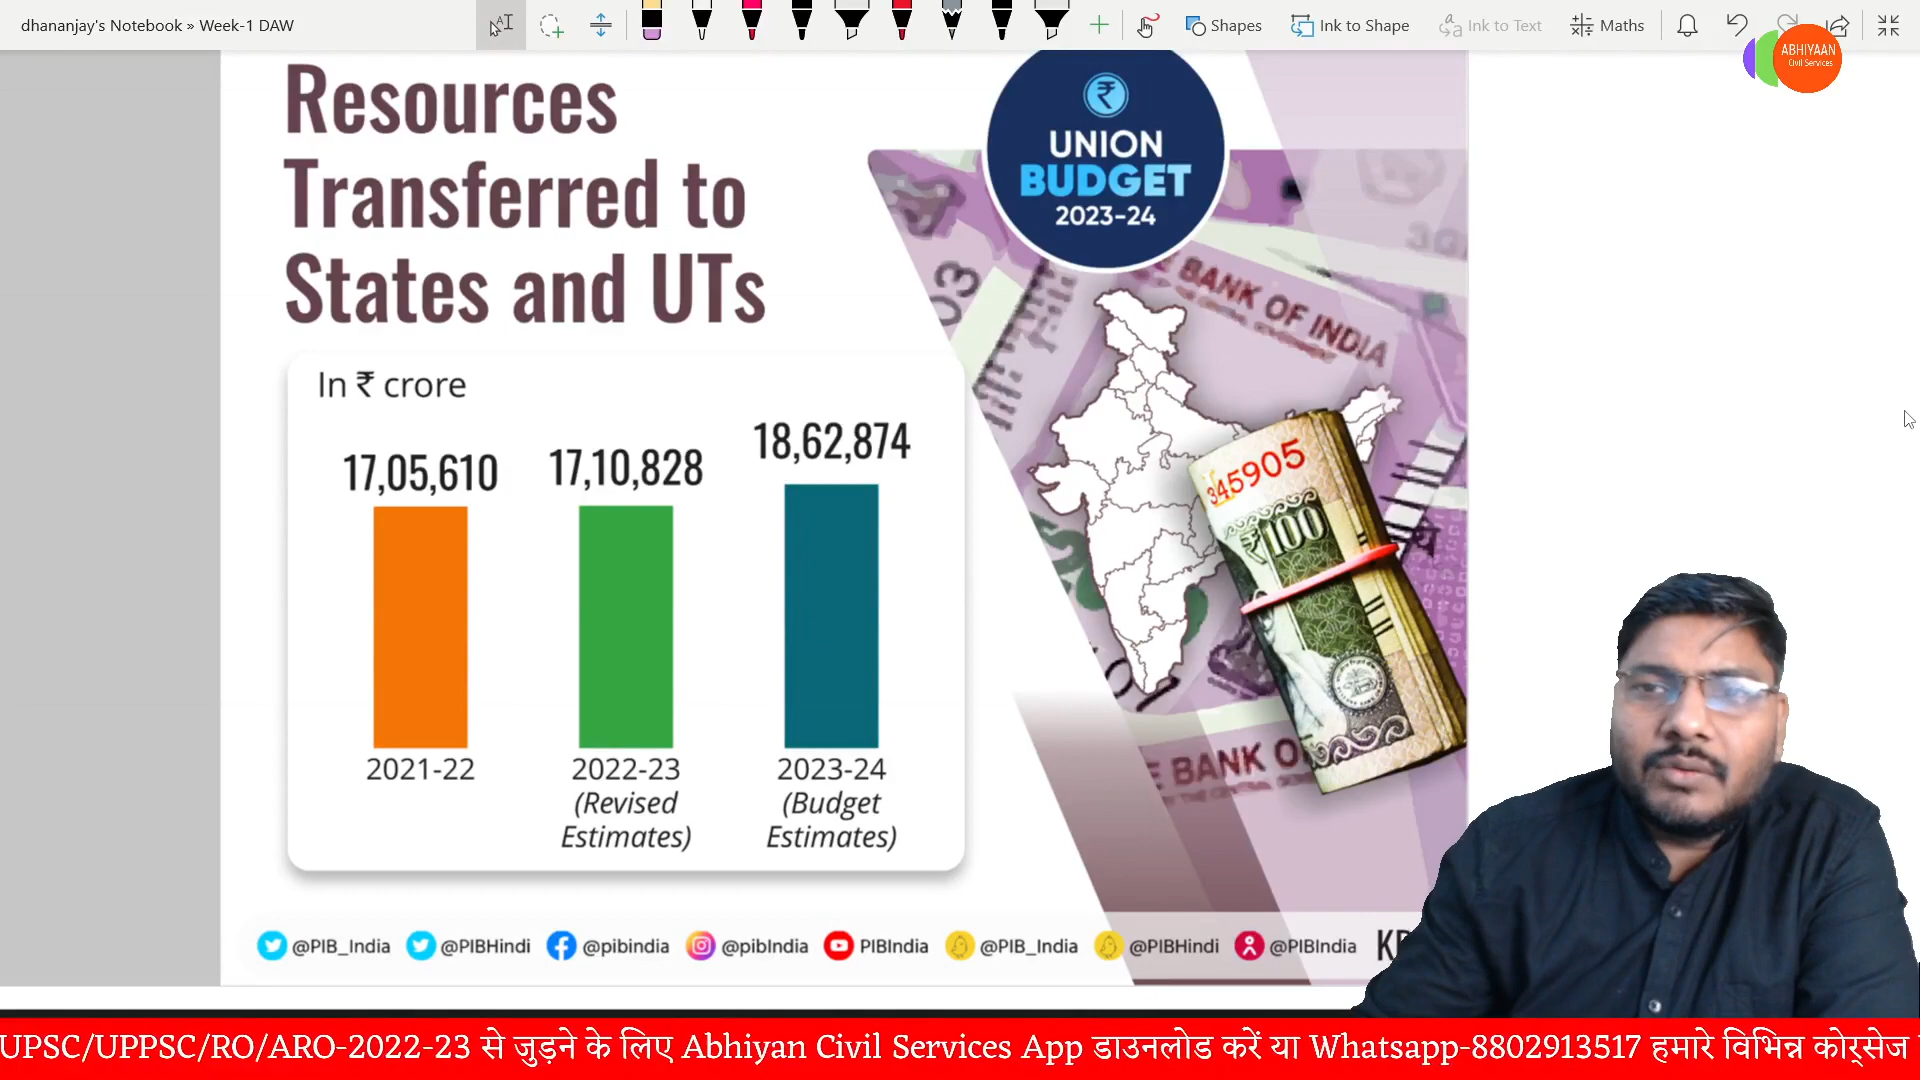 dhananjay's Notebook » Week-1 DAW
Shapes
Ink to Shape
Ink to Text
Maths
ABHIYAAN
Civil Services
Resources
Transferred to
States and UTs
₹
UNION
BUDGET
2023-24
BANK OF INDIA
In ₹ crore
17,05,610
17,10,828
18,62,874
345905
₹100
2021-22
2022-23
(Revised
Estimates)
2023-24
(Budget
Estimates)
@PIB_India
@PIBHindi
@pibindia
@pibIndia
PIBIndia
@PIB_India
@PIBHindi
@PIBIndia
UPSC/UPPSC/RO/ARO-2022-23 से जुड़ने के लिए Abhiyan Civil Services App डाउनलोड करें या Whatsapp-8802913517 हमारे विभिन्न कोर्सेज